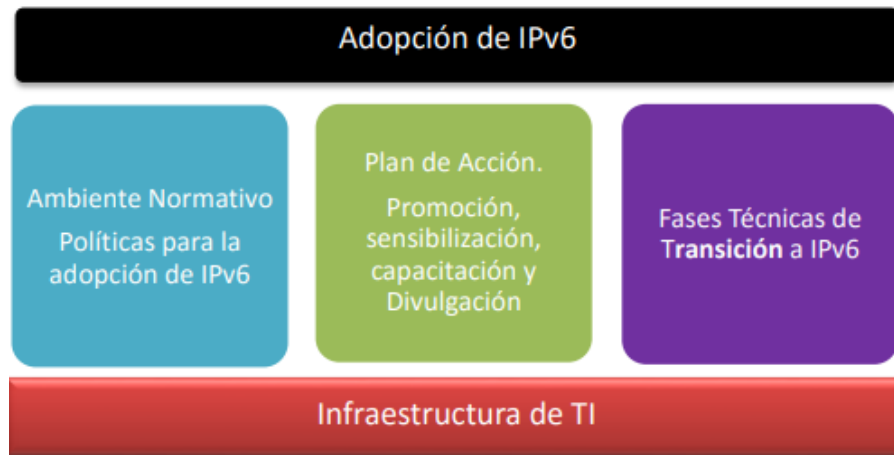 Adopción de IPv6
Ambiente Normativo
Políticas para la
adopción de IPv6
Plan de Acción.
Promoción,
sensibilización,
capacitación y
Divulgación
Fases Técnicas de
Transición a IPv6
Infraestructura de TI